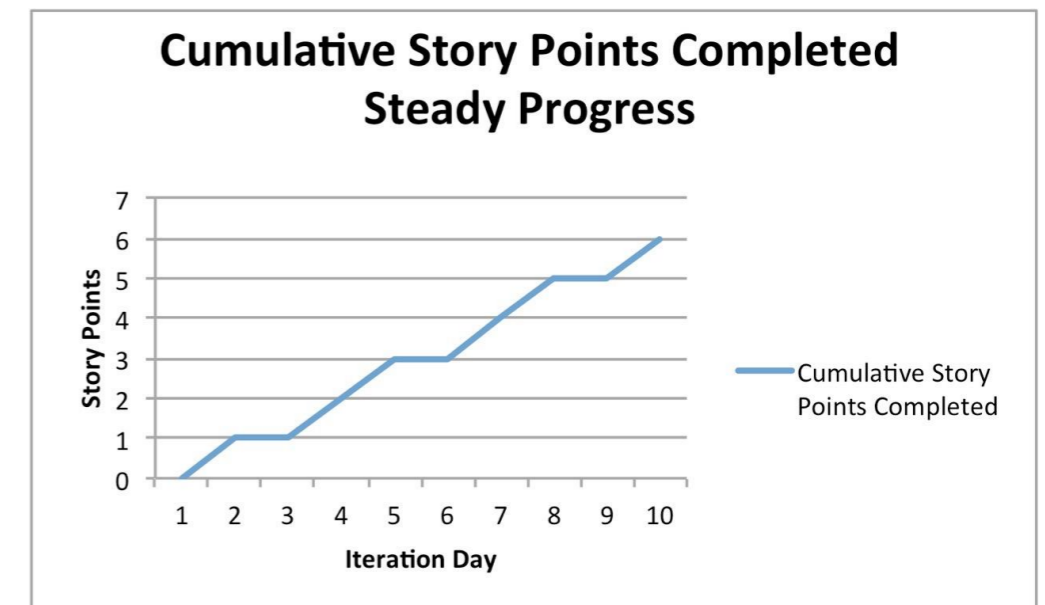 Cumulative Story Points Completed
Steady Progress
Story Points
7
6
5
4
3
2
1
0
1 2 3 4 5 6 7 8 9 10
Iteration Day
Cumulative Story
Points Completed